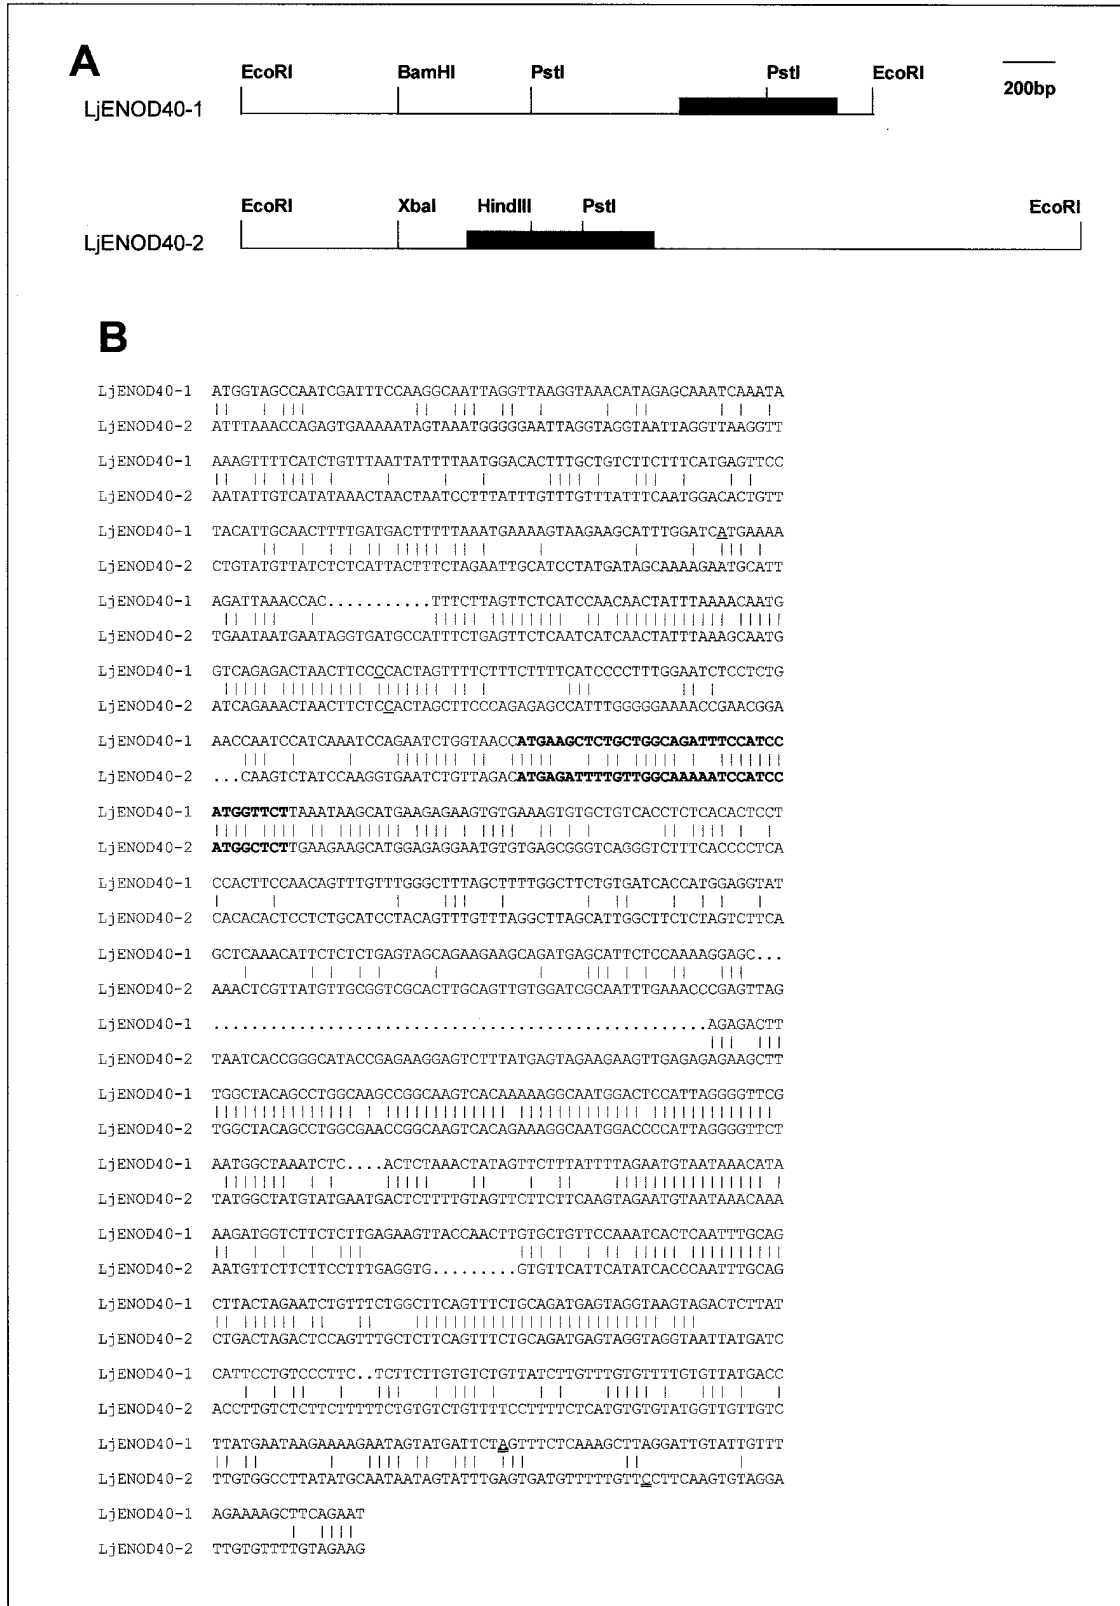 A
EcoRI BamHI PstI PstI EcoRI
200bp
LjENOD40-1
EcoRI XbaI HindIII PstI EcoRI
LjENOD40-2
B
LjENOD40-1 ATGGTAGCCAATCGATTTCCAAGGCAATTAGGTTAAGGTAAACATAGAGCAAATCAAATA
LjENOD40-2 ATTTAAACCAGAGTGAAAAATAGTAAATGGGGGAATTAGGTAGGTAATTAGGTTAAGGTT
LjENOD40-1 AAAGTTTTCATCTGTTTAATTATTTTAATGGACACTTTGCTGTCTTCTTTCATGAGTTCC
LjENOD40-2 AATATTGTCATATAAACTAACTAATCCTTTATTTGTTTGTTTATTTCAATGGACACTGTT
LjENOD40-1 TACATTGCAACTTTTGATGACTTTTTAAATGAAAAGTAAGAAGCATTTGGATCATGAAAA
LjENOD40-2 CTGTATGTTATCTCTCATTACTTTCTAGAATTGCATCCTATGATAGCAAAAGAATGCATT
LjENOD40-1 AGATTAAACCAC...........TTTCTTAGTTCTCATCCAACAACTATTTAAAACAATG
LjENOD40-2 TGAATAATGAATAGGTGATGCCATTTCTGAGTTCTCAATCATCAACTATTTAAAGCAATG
LjENOD40-1 GTCAGAGACTAACTTCCCCACTAGTTTTCTTTCTTTTCATCCCCTTTGGAATCTCCTCTG
LjENOD40-2 ATCAGAAACTAACTTCTCCACTAGCTTCCCAGAGAGCCATTTGGGGGAAAACCGAACGGA
LjENOD40-1 AACCAATCCATCAAATCCAGAATCTGGTAACCATGAAGCTCTGCTGGCAGATTTCCATCC
LjENOD40-2 ...CAAGTCTATCCAAGGTGAATCTGTTAGACATGAGATTTTGTTGGCAAAAATCCATCC
LjENOD40-1 ATGGTTCTTAAATAAGCATGAAGAGAAGTGTGAAAGTGTGCTGTCACCTCTCACACTCCT
LjENOD40-2 ATGGCTCTTGAAGAAGCATGGAGAGGAATGTGTGAGCGGGTCAGGGTCTTTCACCCCTCA
LjENOD40-1 CCACTTCCAACAGTTTGTTTGGGCTTTAGCTTTTGGCTTCTGTGATCACCATGGAGGTAT
LjENOD40-2 CACACACTCCTCTGCATCCTACAGTTTGTTTAGGCTTAGCATTGGCTTCTCTAGTCTTCA
LjENOD40-1 GCTCAAACATTCTCTCTGAGTAGCAGAAGAAGCAGATGAGCATTCTCCAAAAGGAGC...
LjENOD40-2 AAACTCGTTATGTTGCGGTCGCACTTGCAGTTGTGGATCGCAATTTGAAACCCGAGTTAG
LjENOD40-1 ....................................................AGAGACTT
LjENOD40-2 TAATCACCGGGCATACCGAGAAGGAGTCTTTATGAGTAGAAGAAGTTGAGAGAGAAGCTT
LjENOD40-1 TGGCTACAGCCTGGCAAGCCGGCAAGTCACAAAAAGGCAATGGACTCCATTAGGGGTTCG
LjENOD40-2 TGGCTACAGCCTGGCGAACCGGCAAGTCACAGAAAGGCAATGGACCCCATTAGGGGTTCT
LjENOD40-1 AATGGCTAAATCTC....ACTCTAAACTATAGTTCTTTATTTTAGAATGTAATAAACATA
LjENOD40-2 TATGGCTATGTATGAATGACTCTTTTGTAGTTCTTCTTCAAGTAGAATGTAATAAACAAA
LjENOD40-1 AAGATGGTCTTCTCTTGAGAAGTTACCAACTTGTGCTGTTCCAAATCACTCAATTTGCAG
LjENOD40-2 AATGTTCTTCTTCCTTTGAGGTG.........GTGTTCATTCATATCACCCAATTTGCAG
LjENOD40-1 CTTACTAGAATCTGTTTCTGGCTTCAGTTTCTGCAGATGAGTAGGTAAGTAGACTCTTAT
LjENOD40-2 CTGACTAGACTCCAGTTTGCTCTTCAGTTTCTGCAGATGAGTAGGTAGGTAATTATGATC
LjENOD40-1 CATTCCTGTCCCTTC..TCTTCTTGTGTCTGTTATCTTGTTTGTGTTTTGTGTTATGACC
LjENOD40-2 ACCTTGTCTCTTCTTTTTCTGTGTCTGTTTTCCTTTTCTCATGTGTGTATGGTTGTTGTC
LjENOD40-1 TTATGAATAAGAAAAGAATAGTATGATTCTAGTTTCTCAAAGCTTAGGATTGTATTGTTT
LjENOD40-2 TTGTGGCCTTATATGCAATAATAGTATTTGAGTGATGTTTTTGTTCCTTCAAGTGTAGGA
LjENOD40-1 AGAAAAGCTTCAGAAT
LjENOD40-2 TTGTGTTTTGTAGAAG